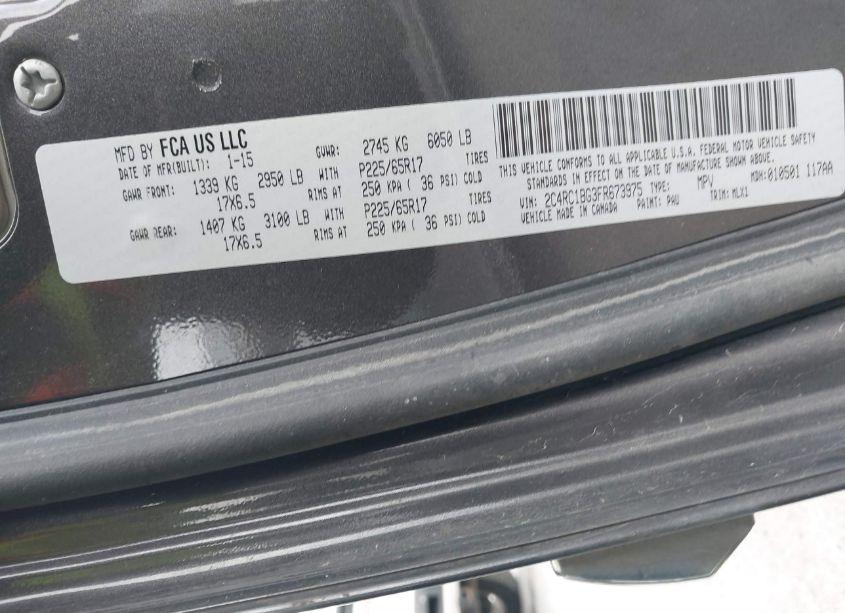 MFD BY FCA US LLC
DATE OF MFR(BUILT): 1-15 GVWR: 2745 KG 6050 LB
GAWR FRONT: 1339 KG 2950 LB WITH P225/65R17 TIRES
17X6.5 RIMS AT 250 KPA ( 36 PSI) COLD
GAWR REAR: 1407 KG 3100 LB WITH P225/65R17 TIRES
17X6.5 RIMS AT 250 KPA ( 36 PSI) COLD
THIS VEHICLE CONFORMS TO ALL APPLICABLE U.S.A. FEDERAL MOTOR VEHICLE SAFETY
STANDARDS IN EFFECT ON THE DATE OF MANUFACTURE SHOWN ABOVE.
VIN: 2C4RC1BG3FR673975 TYPE: MPV MDH:010501 117AA
VEHICLE MADE IN CANADA PAINT: PAU TRIM: MLX1